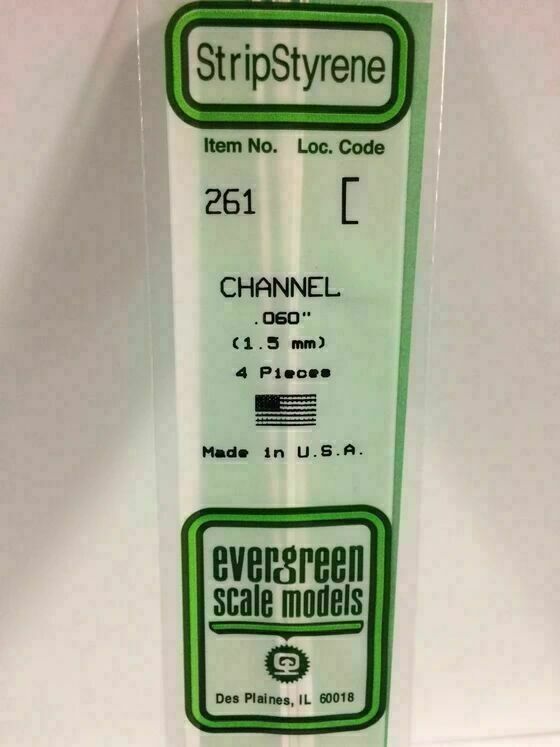 StripStyrene
Item No. Loc. Code
261 [
CHANNEL
.060"
(1.5 mm)
4 Pieces
Made in U.S.A.
evergreen
scale models
Des Plaines, IL 60018